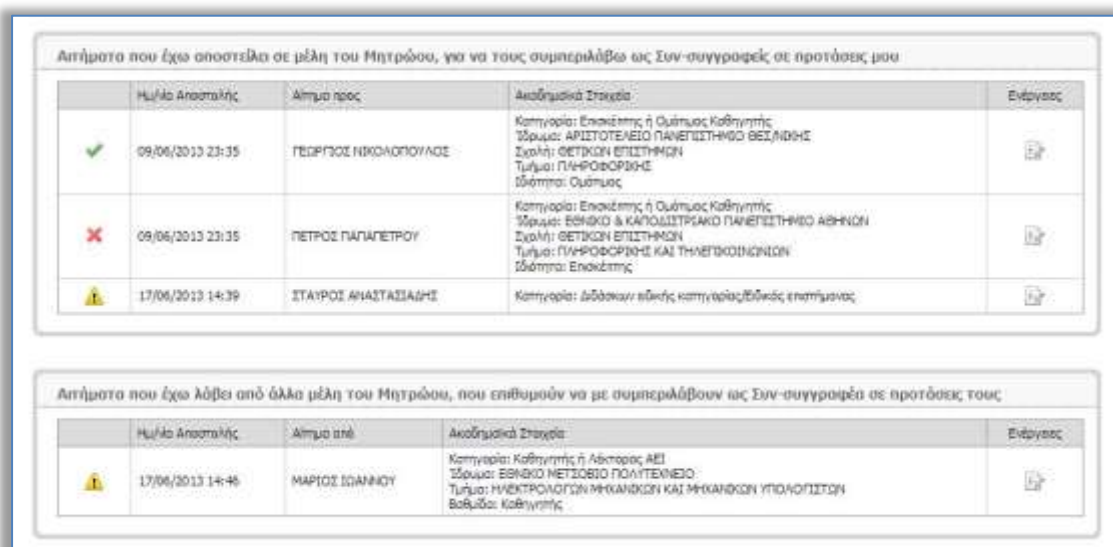 Αιτήματα που έχω αποστείλει σε μέλη του Μητρώου, για να τους συμπεριλάβω ως Συν-συγγραφείς σε προτάσεις μου
Ημ/νία Αποστολής Αίτημα προς Ακαδημαϊκά Στοιχεία Ενέργειες
09/06/2013 23:35 ΓΕΩΡΓΙΟΣ ΝΙΚΟΛΟΠΟΥΛΟΣ
Κατηγορία: Επισκέπτης ή Ομότιμος Καθηγητής
Ίδρυμα: ΑΡΙΣΤΟΤΕΛΕΙΟ ΠΑΝΕΠΙΣΤΗΜΙΟ ΘΕΣ/ΝΙΚΗΣ
Σχολή: ΘΕΤΙΚΩΝ ΕΠΙΣΤΗΜΩΝ
Τμήμα: ΠΛΗΡΟΦΟΡΙΚΗΣ
Ιδιότητα: Ομότιμος
09/06/2013 23:35 ΠΕΤΡΟΣ ΠΑΠΑΠΕΤΡΟΥ
Κατηγορία: Επισκέπτης ή Ομότιμος Καθηγητής
Ίδρυμα: ΕΘΝΙΚΟ & ΚΑΠΟΔΙΣΤΡΙΑΚΟ ΠΑΝΕΠΙΣΤΗΜΙΟ ΑΘΗΝΩΝ
Σχολή: ΘΕΤΙΚΩΝ ΕΠΙΣΤΗΜΩΝ
Τμήμα: ΠΛΗΡΟΦΟΡΙΚΗΣ ΚΑΙ ΤΗΛΕΠΙΚΟΙΝΩΝΙΩΝ
Ιδιότητα: Επισκέπτης
17/06/2013 14:39 ΣΤΑΥΡΟΣ ΑΝΑΣΤΑΣΙΑΔΗΣ Κατηγορία: Διδάσκων ειδικής κατηγορίας/Ειδικός επιστήμονας
Αιτήματα που έχω λάβει από άλλα μέλη του Μητρώου, που επιθυμούν να με συμπεριλάβουν ως Συν-συγγραφέα σε προτάσεις τους
Ημ/νία Αποστολής Αίτημα από Ακαδημαϊκά Στοιχεία Ενέργειες
17/06/2013 14:46 ΜΑΡΙΟΣ ΙΩΑΝΝΟΥ
Κατηγορία: Καθηγητής ή Λέκτορας ΑΕΙ
Ίδρυμα: ΕΘΝΙΚΟ ΜΕΤΣΟΒΙΟ ΠΟΛΥΤΕΧΝΕΙΟ
Τμήμα: ΗΛΕΚΤΡΟΛΟΓΩΝ ΜΗΧΑΝΙΚΩΝ ΚΑΙ ΜΗΧΑΝΙΚΩΝ ΥΠΟΛΟΓΙΣΤΩΝ
Βαθμίδα: Καθηγητής